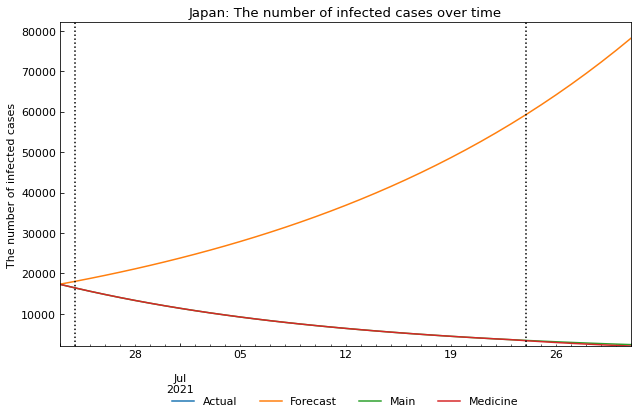 Japan: The number of infected cases over time
The number of infected cases
80000
70000
60000
50000
40000
30000
20000
10000
28
05
12
19
26
Jul
2021
Actual
Forecast
Main
Medicine